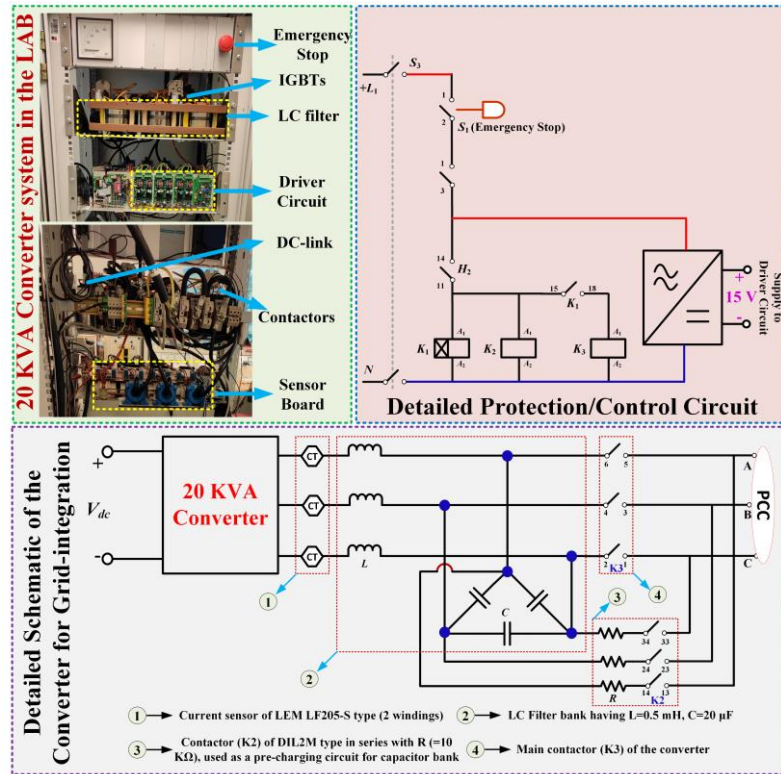 20 KVA Converter system in the LAB
Emergency
Stop
IGBTs
LC filter
Driver
Circuit
DC-link
Contactors
Sensor
Board
+L1
S3
1
2
S1 (Emergency Stop)
1
3
14
H2
11
15
18
K1
K1
A1
A2
K2
A1
A2
K3
A1
A2
N
+
15 V
-
Supply to
Driver Circuit
Detailed Protection/Control Circuit
Detailed Schematic of the
Converter for Grid-integration
+
Vdc
-
20 KVA
Converter
CT
CT
CT
L
C
6
5
4
3
2
K3
1
A
B
C
PCC
1
2
3
4
34
33
24
23
14
13
R
K2
1 Current sensor of LEM LF205-S type (2 windings)
2 LC Filter bank having L=0.5 mH, C=20 μF
3 Contactor (K2) of DIL2M type in series with R (=10
KΩ), used as a pre-charging circuit for capacitor bank
4 Main contactor (K3) of the converter